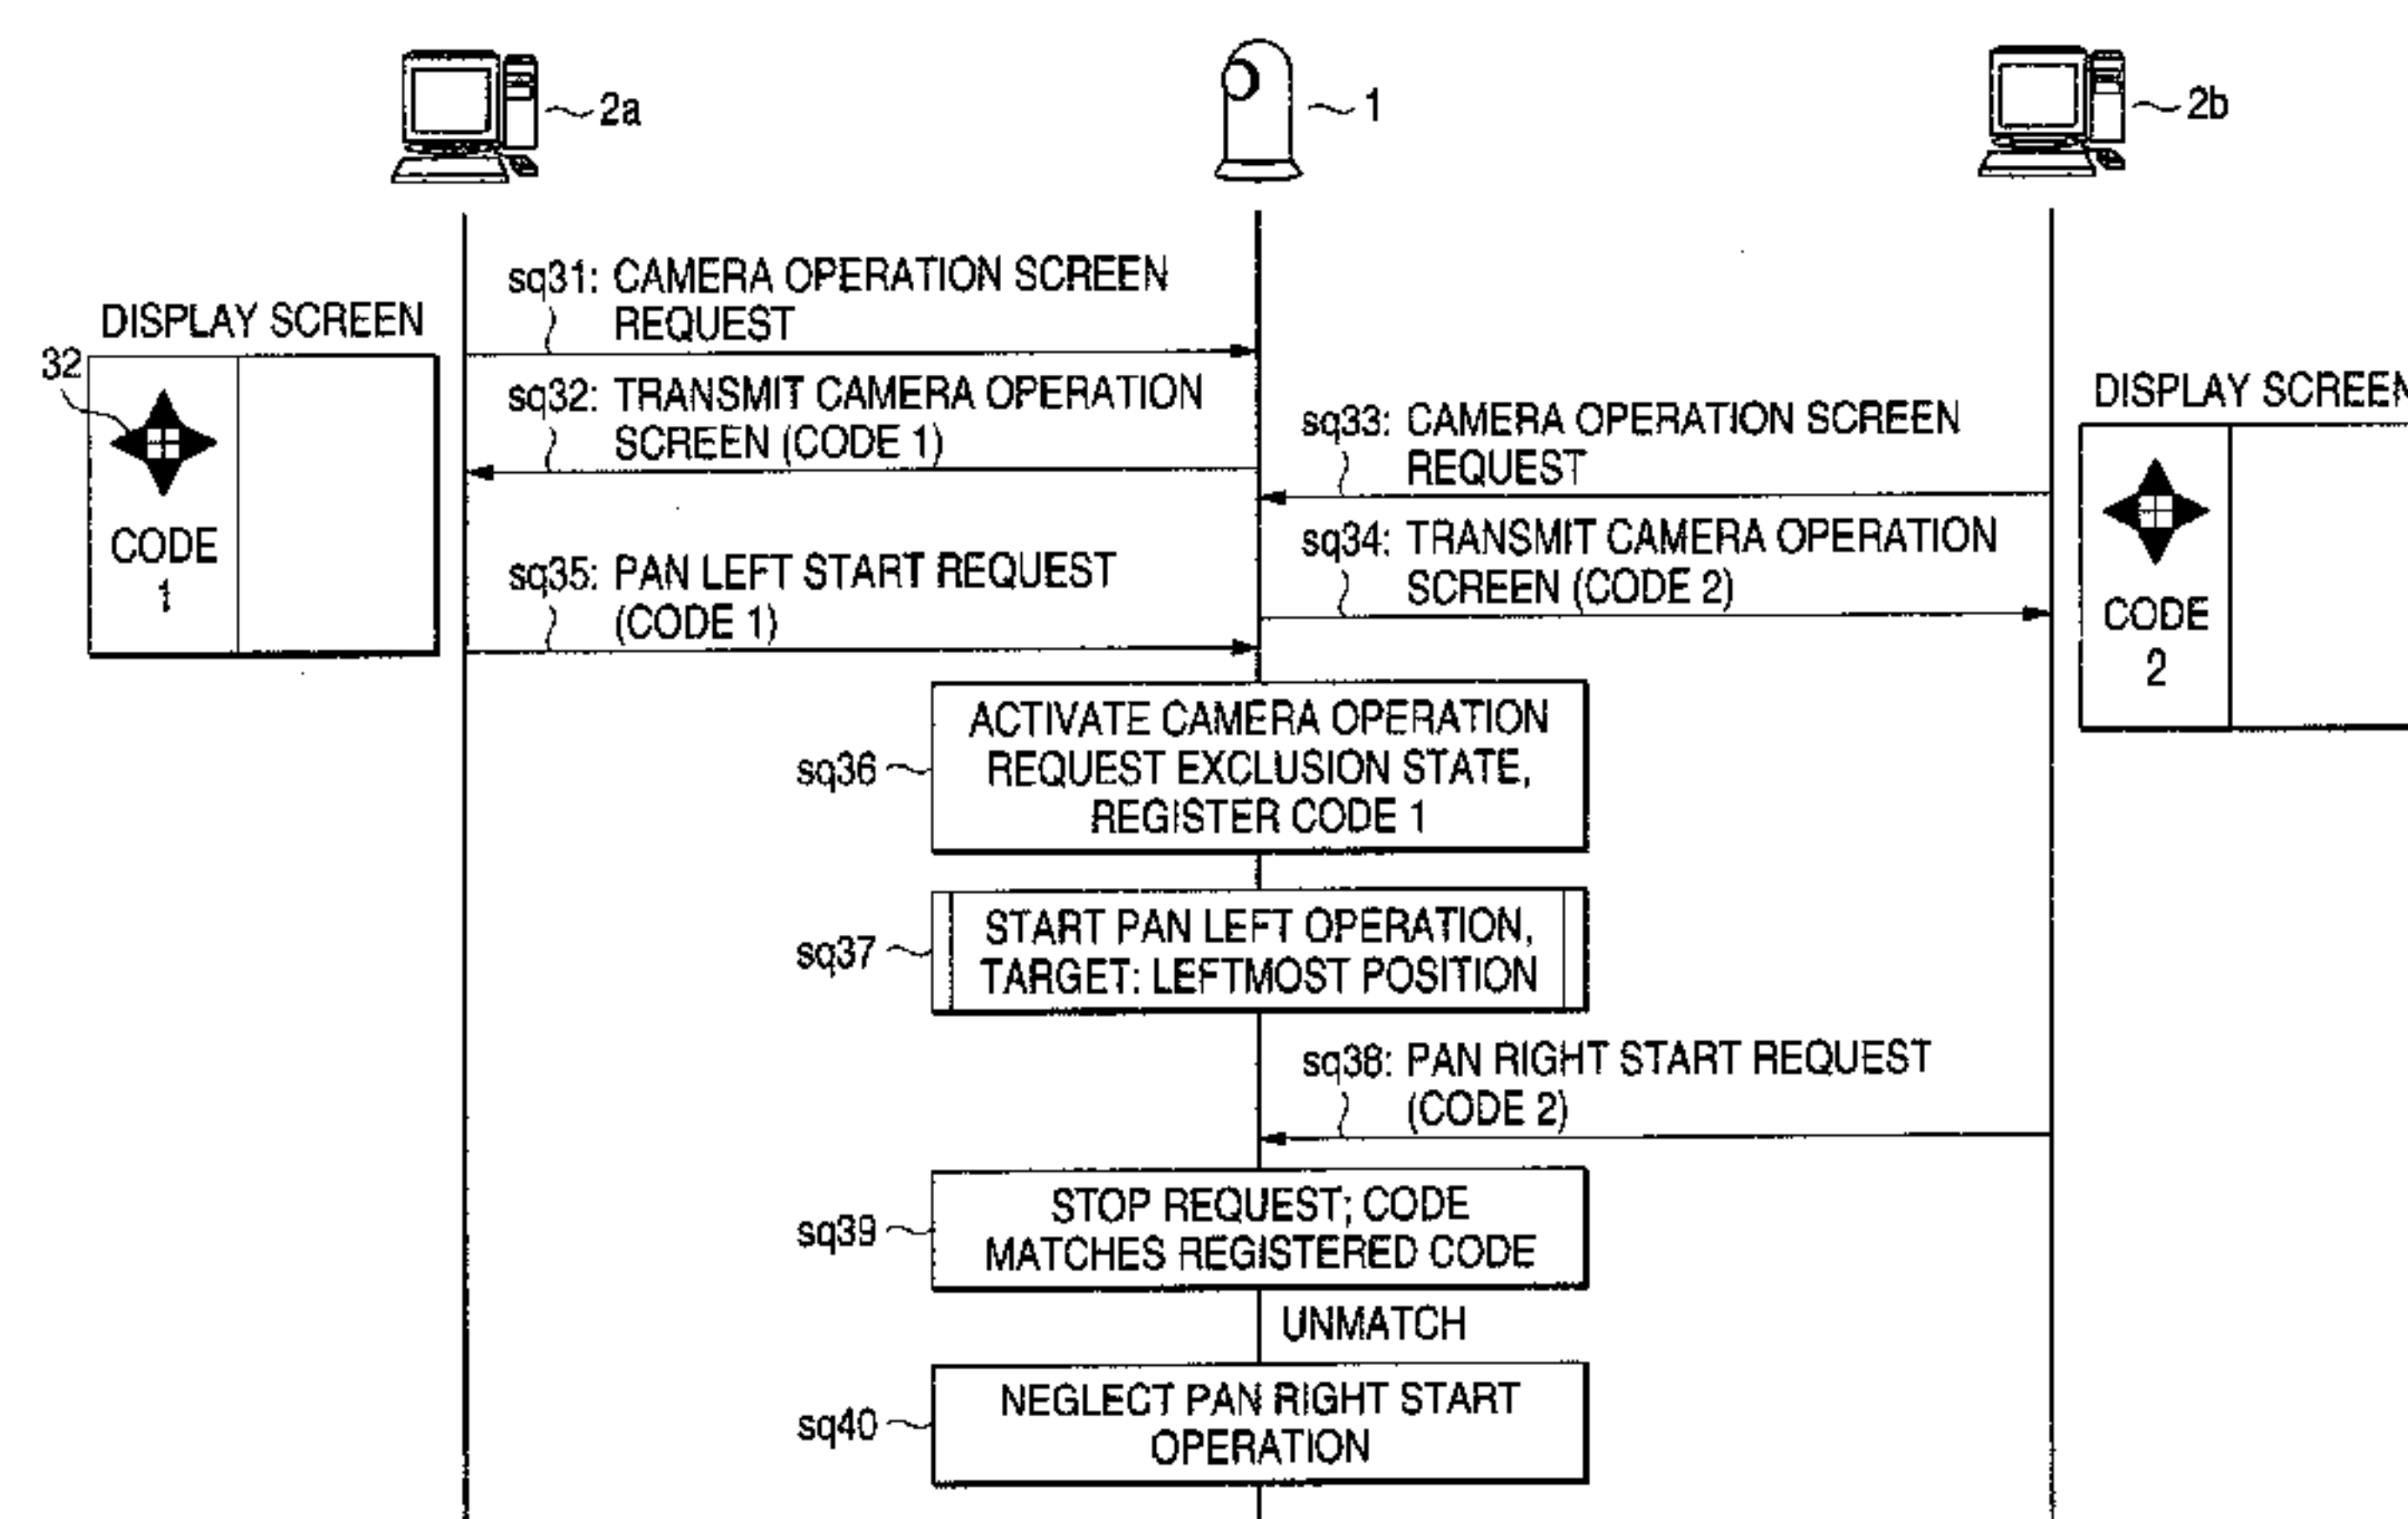 2a
1
2b
sq31: CAMERA OPERATION SCREEN
REQUEST
DISPLAY SCREEN
32
CODE
1
sq32: TRANSMIT CAMERA OPERATION
SCREEN (CODE 1)
sq33: CAMERA OPERATION SCREEN
REQUEST
DISPLAY SCREEN
CODE
2
sq34: TRANSMIT CAMERA OPERATION
SCREEN (CODE 2)
sq35: PAN LEFT START REQUEST
(CODE 1)
sq36
ACTIVATE CAMERA OPERATION
REQUEST EXCLUSION STATE,
REGISTER CODE 1
sq37
START PAN LEFT OPERATION,
TARGET: LEFTMOST POSITION
sq38: PAN RIGHT START REQUEST
(CODE 2)
sq39
STOP REQUEST; CODE
MATCHES REGISTERED CODE
UNMATCH
sq40
NEGLECT PAN RIGHT START
OPERATION